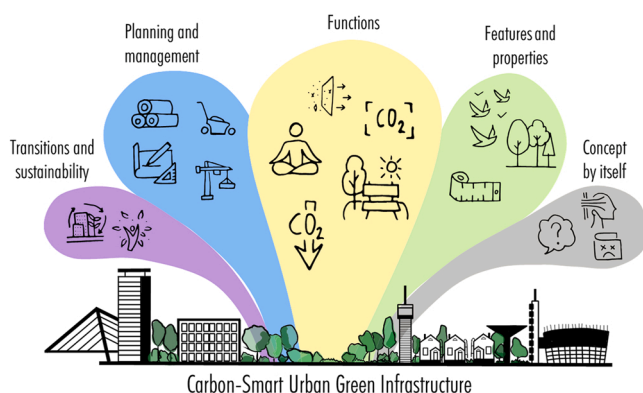 Functions
Planning and
management
Features and
properties
Transitions and
sustainability
Concept
by itself
CO2
CO2
?
Carbon-Smart Urban Green Infrastructure